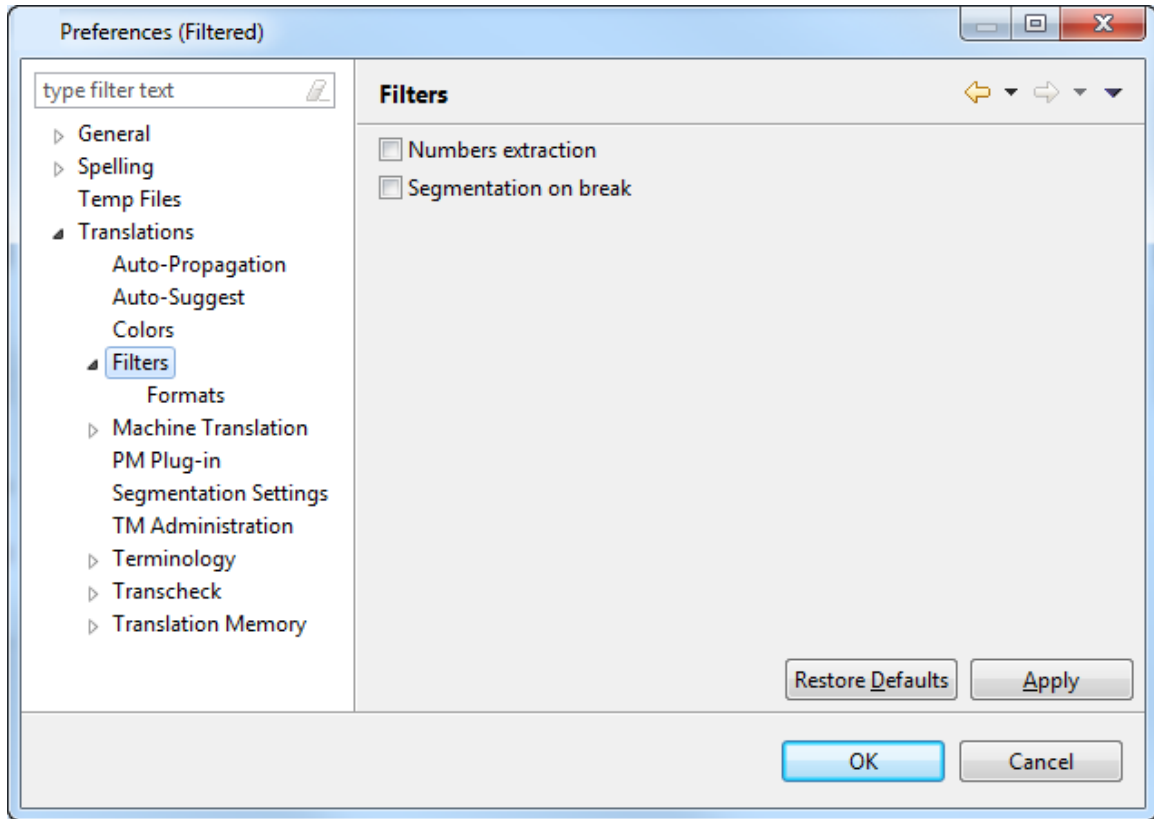 Preferences (Filtered)
type filter text
General
Spelling
Temp Files
Translations
Auto-Propagation
Auto-Suggest
Colors
Filters
Formats
Machine Translation
PM Plug-in
Segmentation Settings
TM Administration
Terminology
Transcheck
Translation Memory
Filters
Numbers extraction
Segmentation on break
Restore Defaults
Apply
OK
Cancel